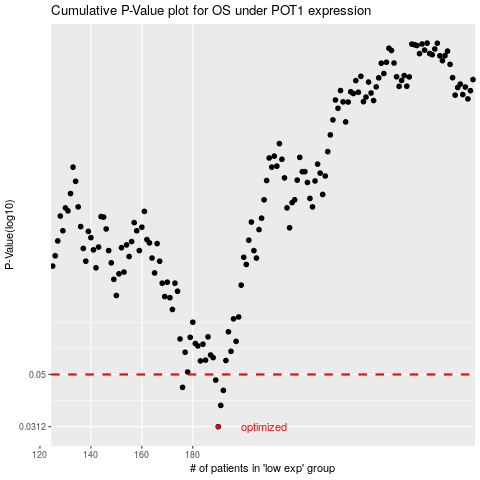 Cumulative P-Value plot for OS under POT1 expression
P-Value(log10)
0.05
0.0312
optimized
120 140 160 180
# of patients in 'low exp' group